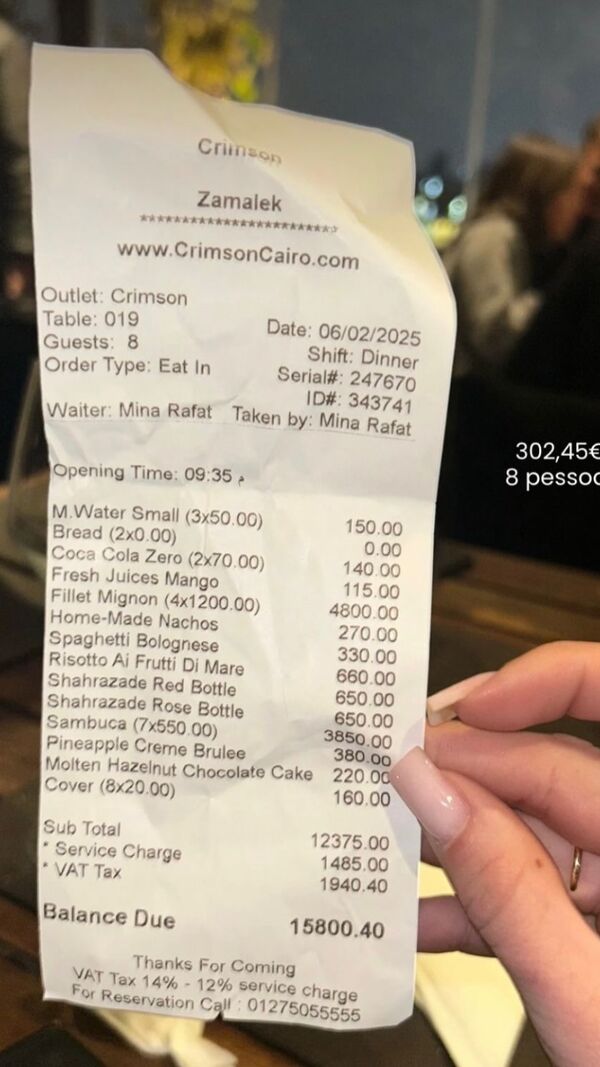 Crimson
Zamalek
************************
www.CrimsonCairo.com
Outlet: Crimson
Table: 019
Date: 06/02/2025
Guests: 8
Shift: Dinner
Order Type: Eat In
Serial#: 247670
ID#: 343741
Waiter: Mina Rafat Taken by: Mina Rafat
Opening Time: 09:35 م
M.Water Small (3x50.00) 150.00
Bread (2x0.00) 0.00
Coca Cola Zero (2x70.00) 140.00
Fresh Juices Mango 115.00
Fillet Mignon (4x1200.00) 4800.00
Home-Made Nachos 270.00
Spaghetti Bolognese 330.00
Risotto Ai Frutti Di Mare 660.00
Shahrazade Red Bottle 650.00
Shahrazade Rose Bottle 650.00
Sambuca (7x550.00) 3850.00
Pineapple Creme Brulee 380.00
Molten Hazelnut Chocolate Cake 220.00
Cover (8x20.00) 160.00
Sub Total 12375.00
* Service Charge 1485.00
* VAT Tax 1940.40
Balance Due 15800.40
Thanks For Coming
VAT Tax 14% - 12% service charge
For Reservation Call : 01275055555
302,45€
8 pessoa